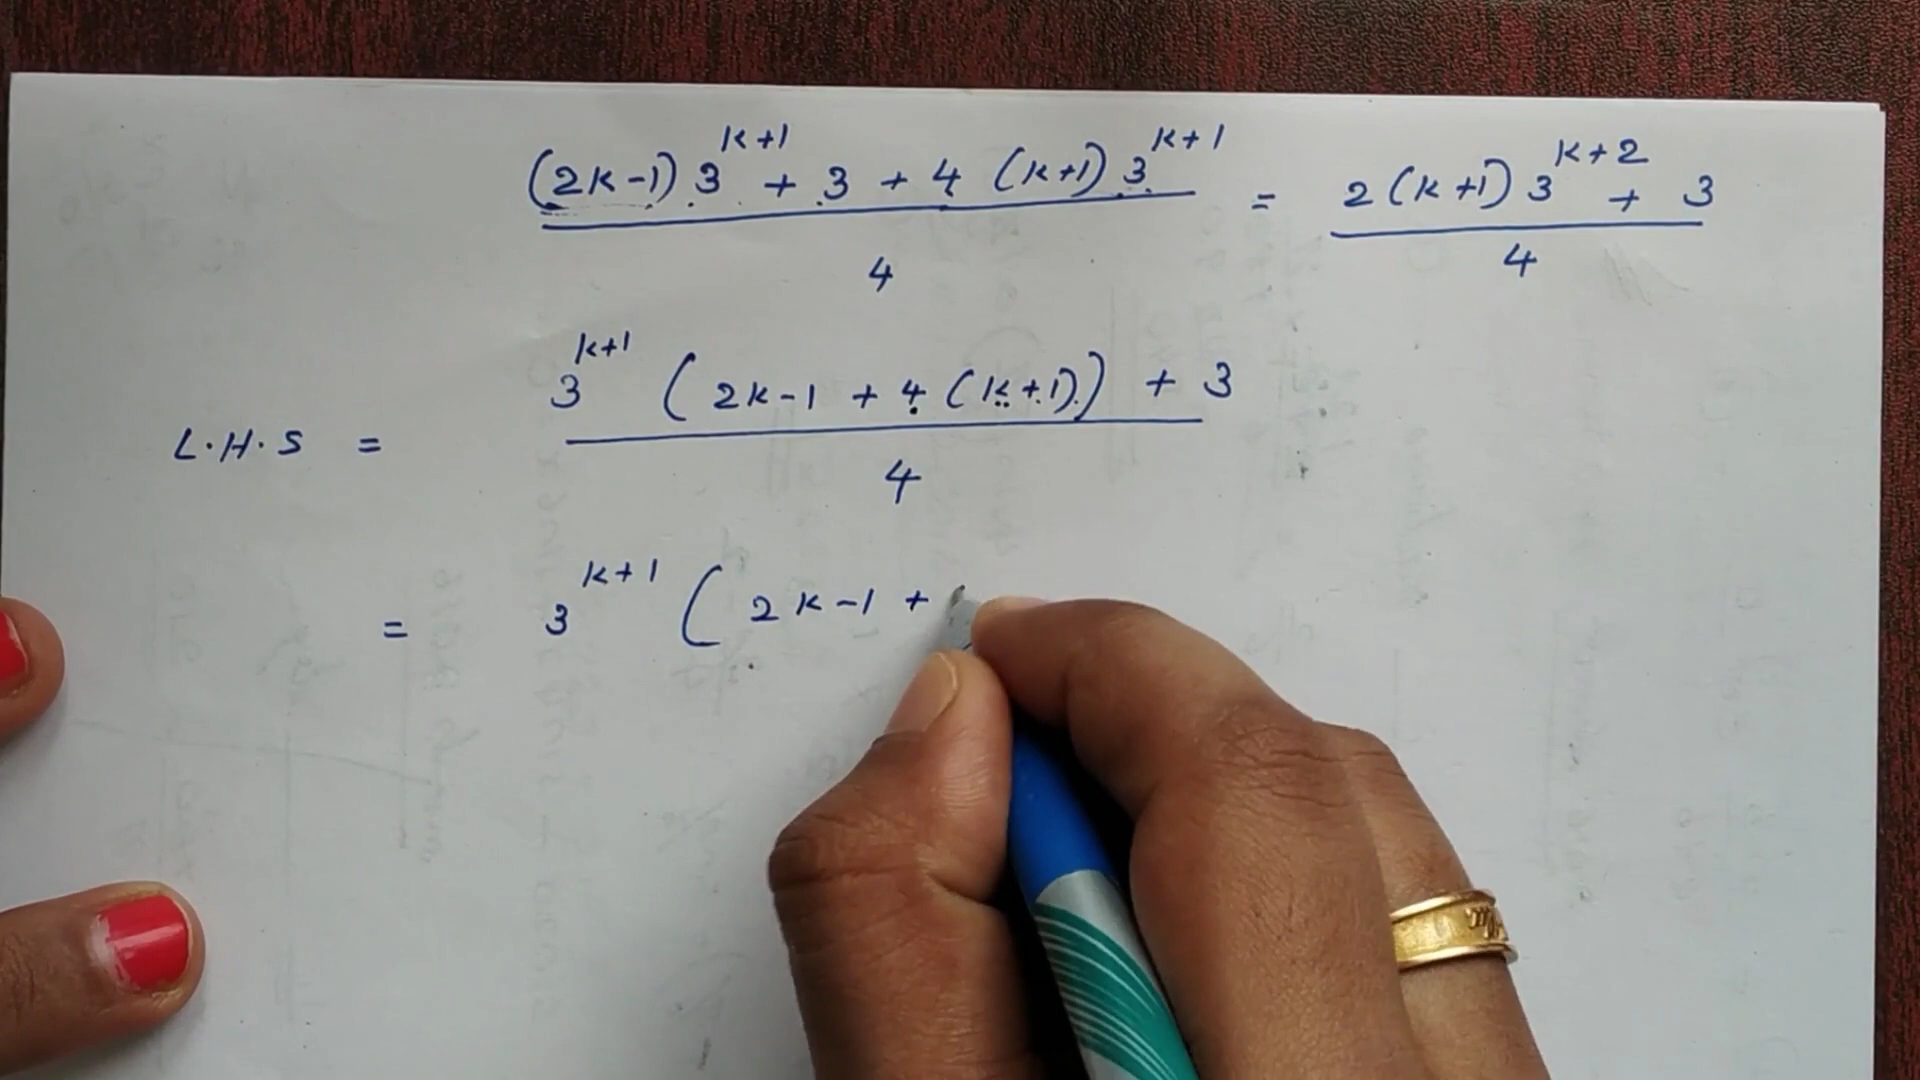 (2k-1) 3^{k+1} + 3 + 4 (k+1) 3^{k+1} / 4 = 2(k+1) 3^{k+2} + 3 / 4
L.H.S = 3^{k+1} (2k-1 + 4(k+1)) + 3 / 4
= 3^{k+1} (2k-1 +